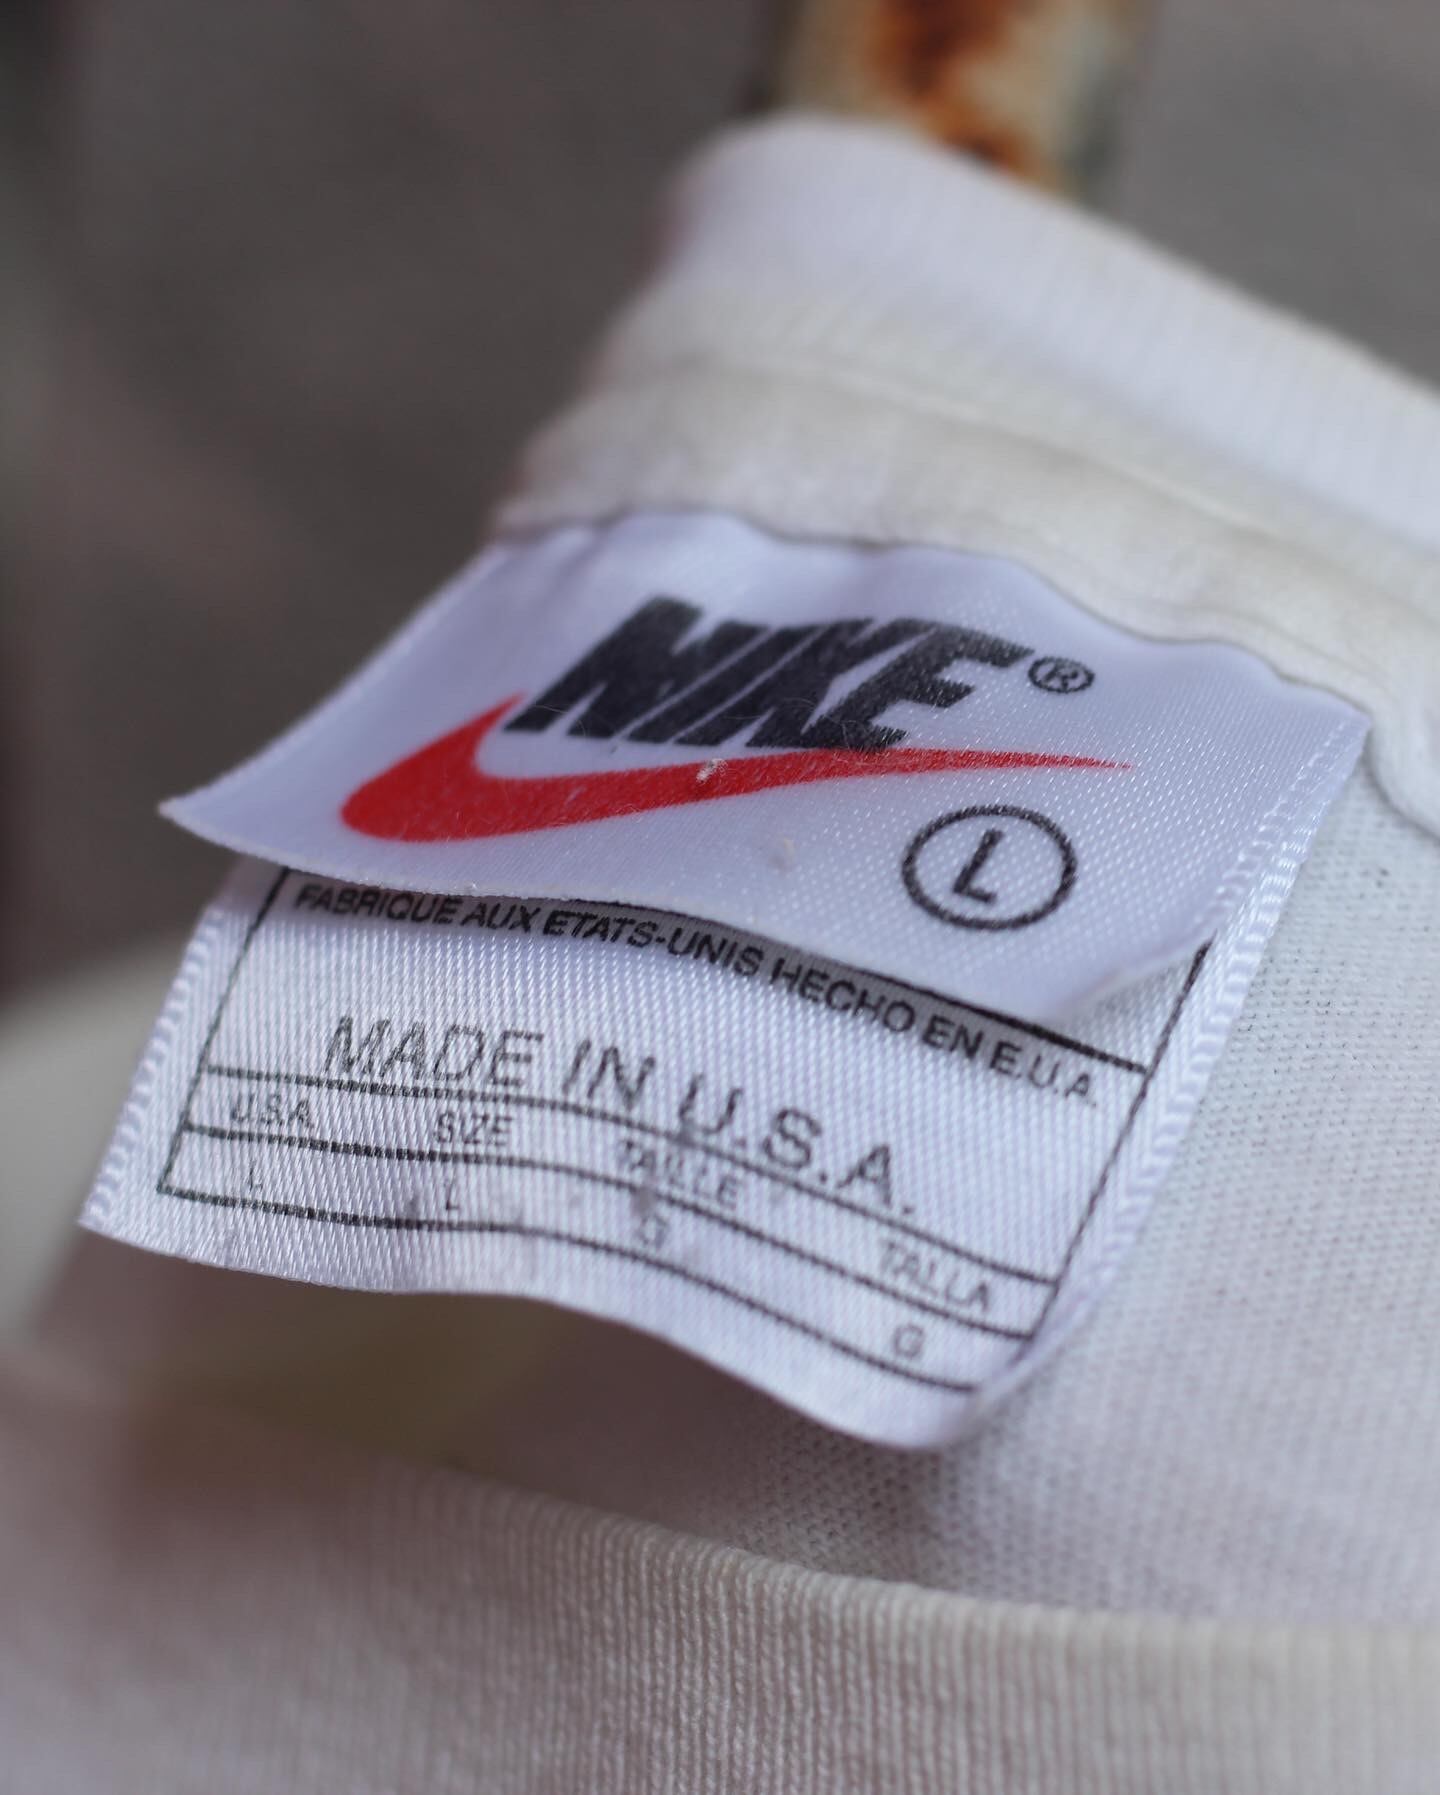 NIKE®
L
FABRIQUE AUX ETATS-UNIS HECHO EN E.U.A.
MADE IN U.S.A.
U.S.A. SIZE TAILLE TALLA
L L G G